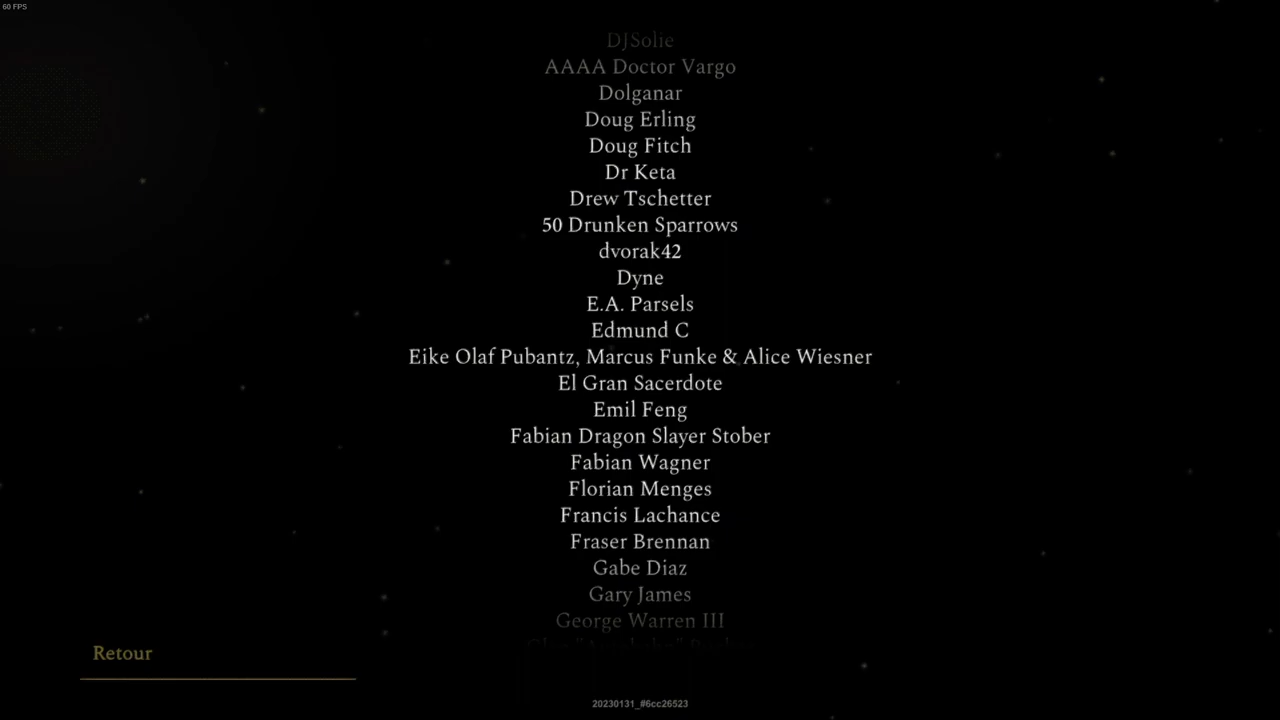 60 FPS
DJSolie
AAAA Doctor Vargo
Dolganar
Doug Erling
Doug Fitch
Dr Keta
Drew Tschetter
50 Drunken Sparrows
dvorak42
Dyne
E.A. Parsels
Edmund C
Eike Olaf Pubantz, Marcus Funke & Alice Wiesner
El Gran Sacerdote
Emil Feng
Fabian Dragon Slayer Stober
Fabian Wagner
Florian Menges
Francis Lachance
Fraser Brennan
Gabe Diaz
Gary James
George Warren III
Retour
20230131_#6cc26523